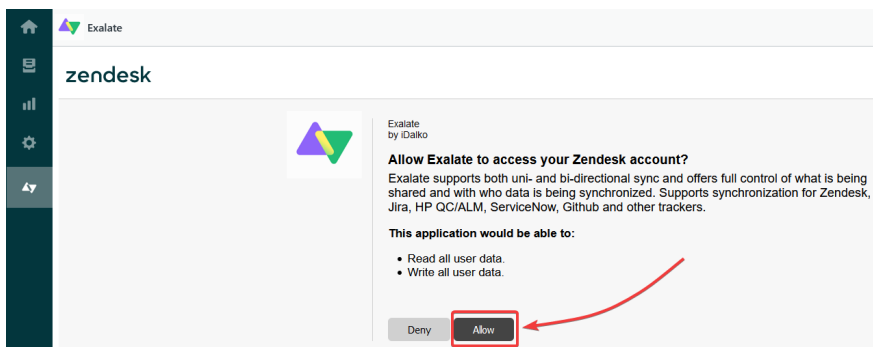 Exalate
zendesk
Exalate
by iDalko
Allow Exalate to access your Zendesk account?
Exalate supports both uni- and bi-directional sync and offers full control of what is being
shared and with who data is being synchronized. Supports synchronization for Zendesk,
Jira, HP QC/ALM, ServiceNow, Github and other trackers.
This application would be able to:
• Read all user data.
• Write all user data.
Deny Allow